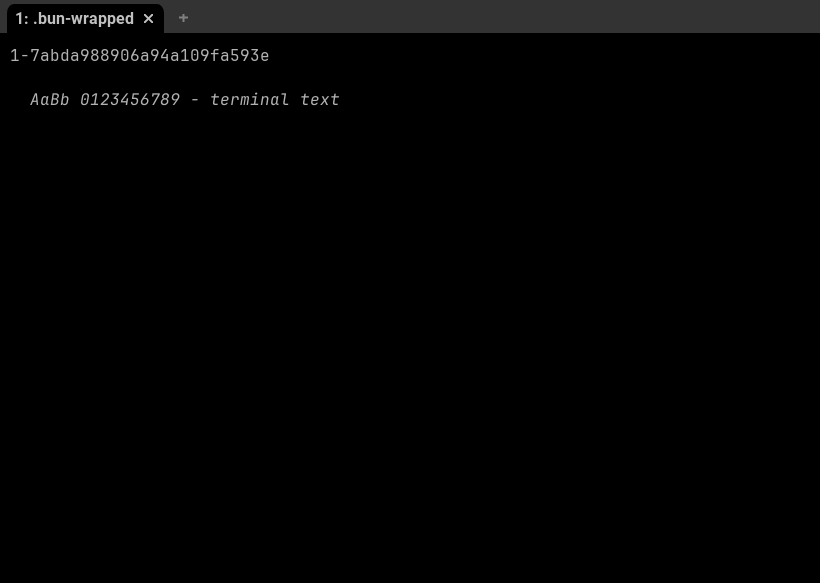 1: .bun-wrapped ✕ +
1-7abda988906a94a109fa593e
AaBb 0123456789 - terminal text